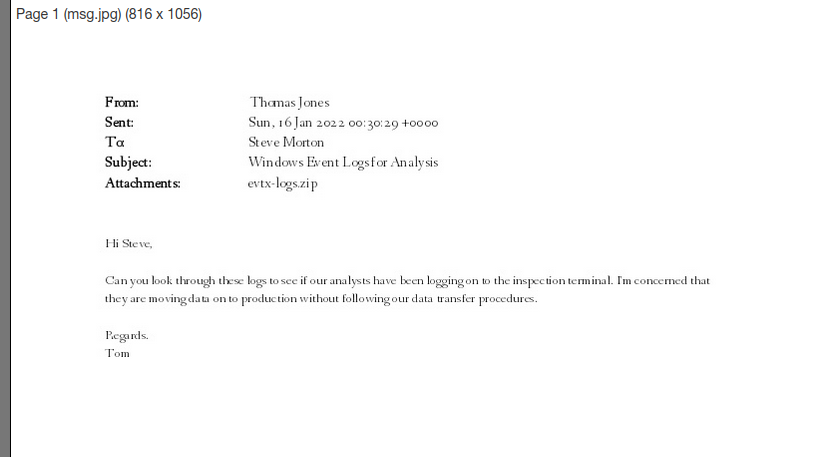 Page 1 (msg.jpg) (816 x 1056)
From: Thomas Jones
Sent: Sun, 16 Jan 2022 00:30:29 +0000
To: Steve Morton
Subject: Windows Event Logs for Analysis
Attachments: evtx-logs.zip
Hi Steve,
Can you look through these logs to see if our analysts have been logging on to the inspection terminal. I'm concerned that
they are moving data on to production without following our data transfer procedures.
Regards.
Tom